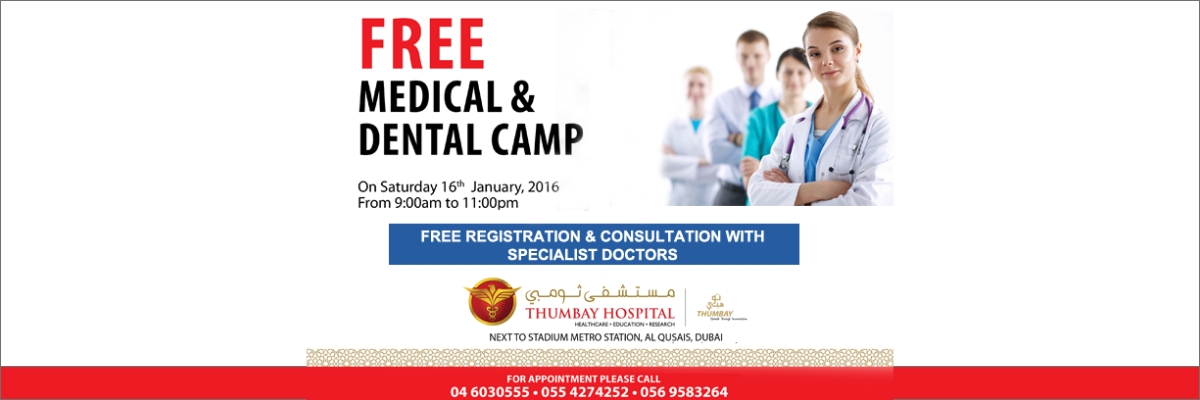 FREE
MEDICAL &
DENTAL CAMP
On Saturday 16th January, 2016
From 9:00am to 11:00pm
FREE REGISTRATION & CONSULTATION WITH
SPECIALIST DOCTORS
مستشفى ثومبي
THUMBAY HOSPITAL
HEALTHCARE • EDUCATION • RESEARCH
THUMBAY
NEXT TO STADIUM METRO STATION, AL QUSAIS, DUBAI
FOR APPOINTMENT PLEASE CALL
04 6030555 • 055 4274252 • 056 9583264